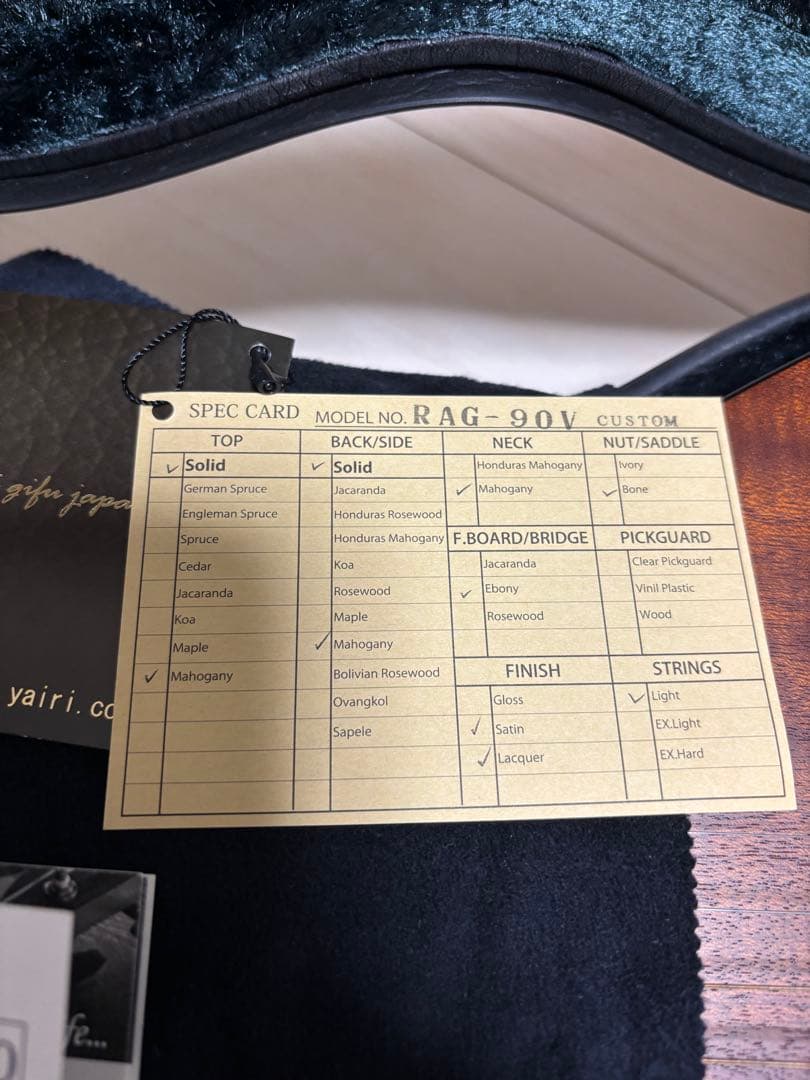 SPEC CARD MODEL NO. RAG-90V CUSTOM
TOP
✓ Solid
German Spruce
Engleman Spruce
Spruce
Cedar
Jacaranda
Koa
Maple
✓ Mahogany
BACK/SIDE
✓ Solid
Jacaranda
Honduras Rosewood
Honduras Mahogany
Koa
Rosewood
Maple
✓ Mahogany
Bolivian Rosewood
Ovangkol
Sapele
NECK
Honduras Mahogany
✓ Mahogany
F.BOARD/BRIDGE
Jacaranda
✓ Ebony
Rosewood
FINISH
Gloss
✓ Satin
✓ Lacquer
NUT/SADDLE
Ivory
✓ Bone
PICKGUARD
Clear Pickguard
Vinil Plastic
Wood
STRINGS
✓ Light
EX.Light
EX.Hard
gifu japa
yairi.co
fe...